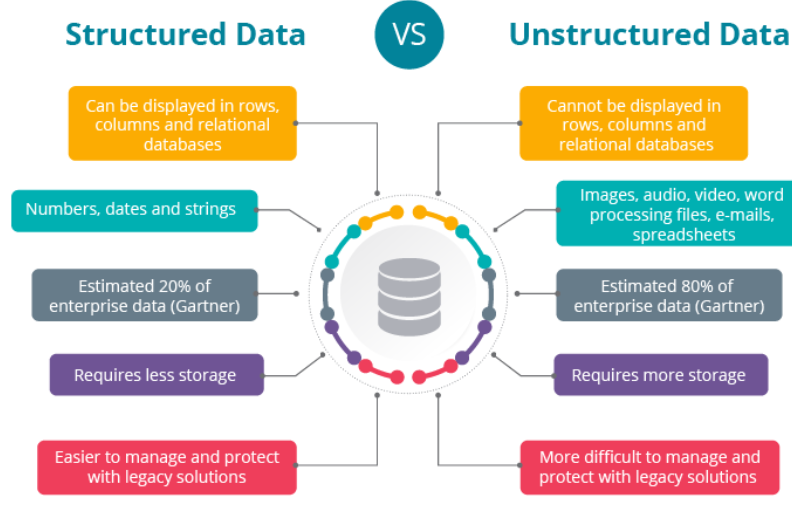 Structured Data
VS
Unstructured Data
Can be displayed in rows,
columns and relational
databases
Cannot be displayed in
rows, columns and
relational databases
Numbers, dates and strings
Images, audio, video, word
processing files, e-mails,
spreadsheets
Estimated 20% of
enterprise data (Gartner)
Estimated 80% of
enterprise data (Gartner)
Requires less storage
Requires more storage
Easier to manage and protect
with legacy solutions
More difficult to manage and
protect with legacy solutions